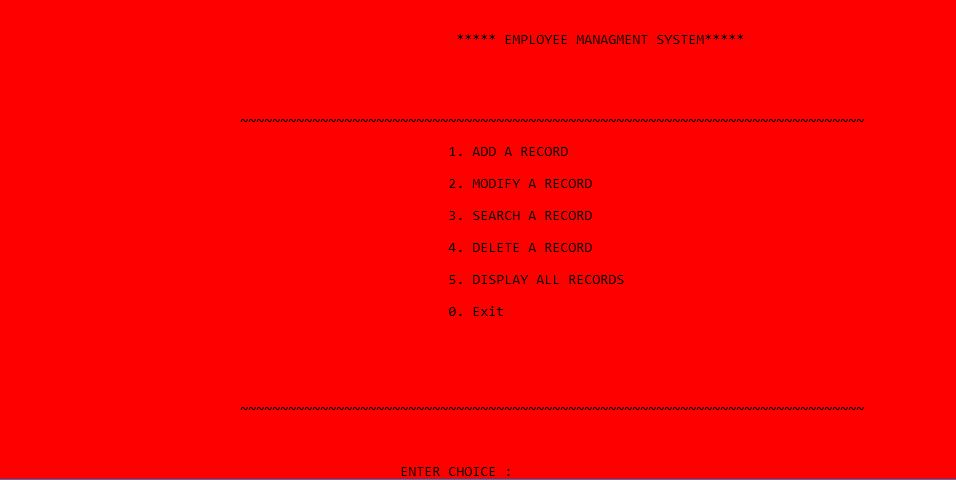 ***** EMPLOYEE MANAGMENT SYSTEM*****
~~~~~~~~~~~~~~~~~~~~~~~~~~~~~~~~~~~~~~~~~~~~~~~~~~~~~~~~~~~~~~~~~~~~~~~~~~~~~~
1. ADD A RECORD
2. MODIFY A RECORD
3. SEARCH A RECORD
4. DELETE A RECORD
5. DISPLAY ALL RECORDS
0. Exit
~~~~~~~~~~~~~~~~~~~~~~~~~~~~~~~~~~~~~~~~~~~~~~~~~~~~~~~~~~~~~~~~~~~~~~~~~~~~~~
ENTER CHOICE :